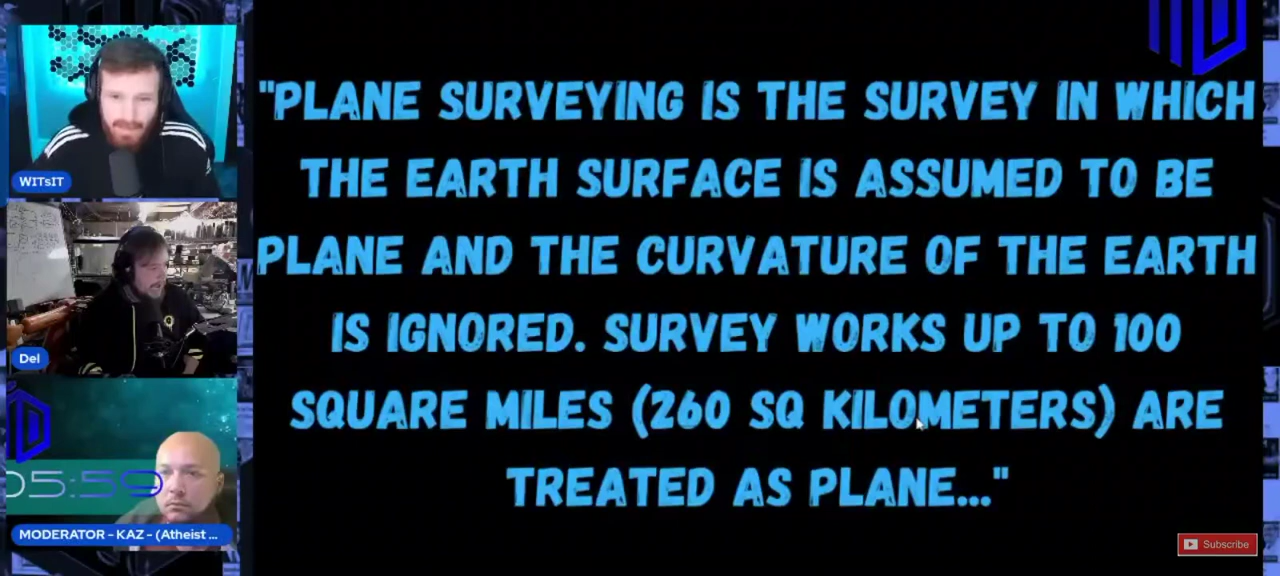 "PLANE SURVEYING IS THE SURVEY IN WHICH
THE EARTH SURFACE IS ASSUMED TO BE
PLANE AND THE CURVATURE OF THE EARTH
IS IGNORED. SURVEY WORKS UP TO 100
SQUARE MILES (260 SQ KILOMETERS) ARE
TREATED AS PLANE..."
WITsIT
Del
05:59
MODERATOR - KAZ - (Atheist ...
Subscribe